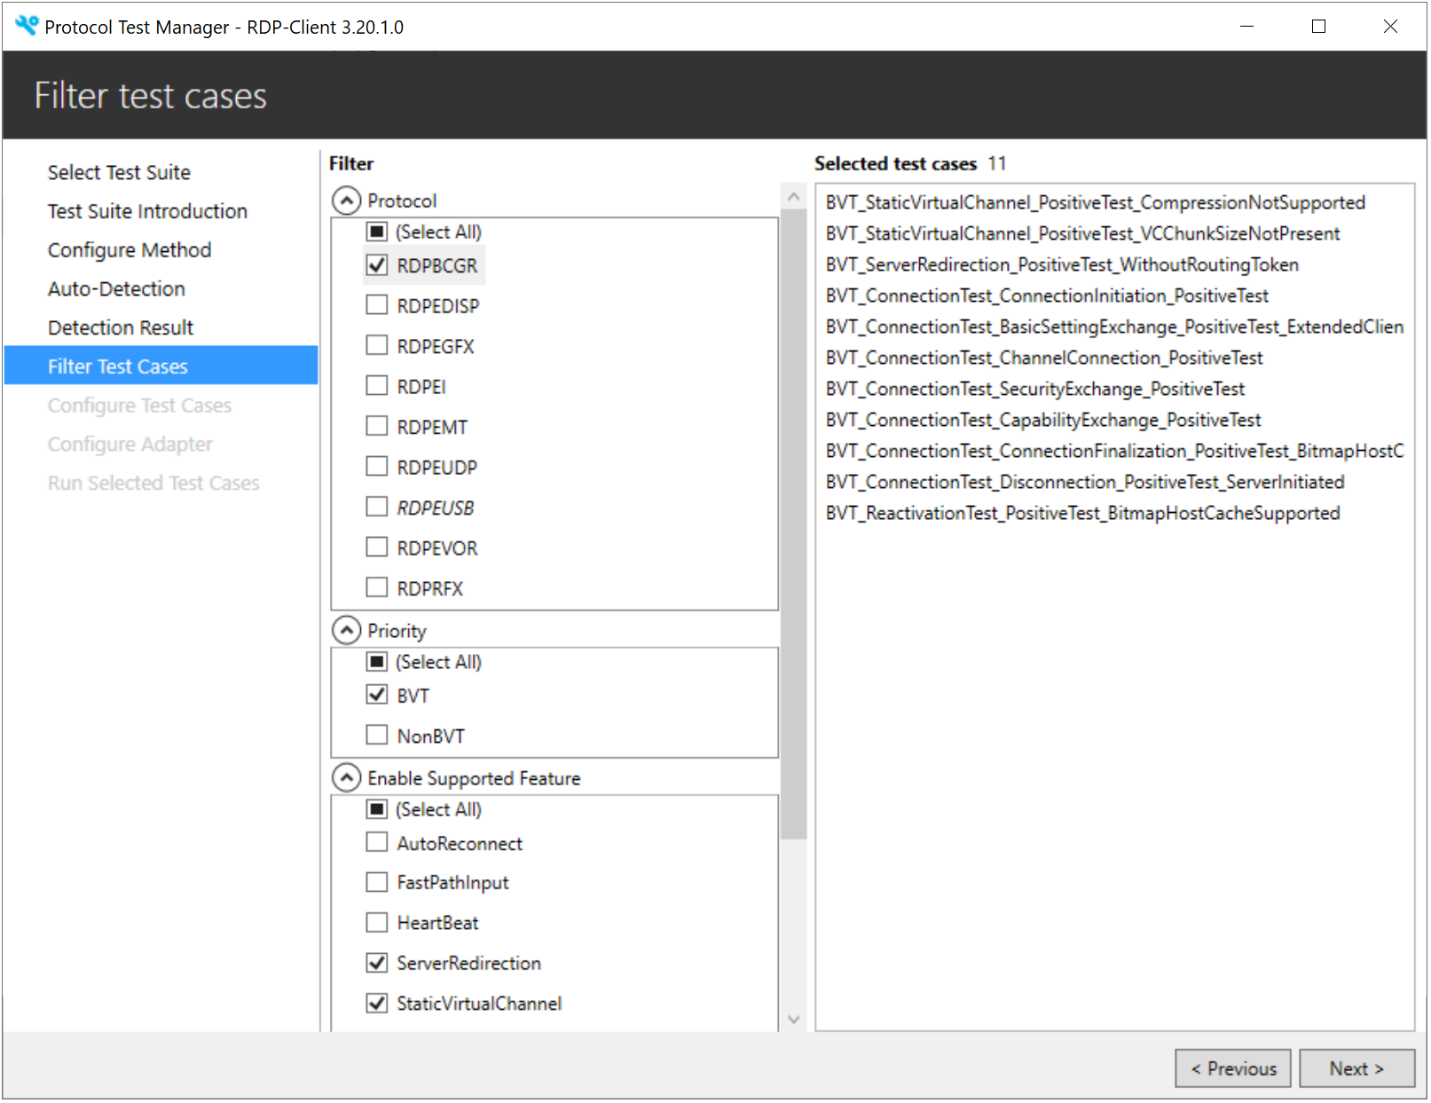 Protocol Test Manager - RDP-Client 3.20.1.0
Filter test cases
Select Test Suite
Test Suite Introduction
Configure Method
Auto-Detection
Detection Result
Filter Test Cases
Configure Test Cases
Configure Adapter
Run Selected Test Cases
Filter
Protocol
(Select All)
RDPBCGR
RDPEDISP
RDPEGFX
RDPEI
RDPEMT
RDPEUDP
RDPEUSB
RDPEVOR
RDPRFX
Priority
(Select All)
BVT
NonBVT
Enable Supported Feature
(Select All)
AutoReconnect
FastPathInput
HeartBeat
ServerRedirection
StaticVirtualChannel
Selected test cases 11
BVT_StaticVirtualChannel_PositiveTest_CompressionNotSupported
BVT_StaticVirtualChannel_PositiveTest_VCChunkSizeNotPresent
BVT_ServerRedirection_PositiveTest_WithoutRoutingToken
BVT_ConnectionTest_ConnectionInitiation_PositiveTest
BVT_ConnectionTest_BasicSettingExchange_PositiveTest_ExtendedClien
BVT_ConnectionTest_ChannelConnection_PositiveTest
BVT_ConnectionTest_SecurityExchange_PositiveTest
BVT_ConnectionTest_CapabilityExchange_PositiveTest
BVT_ConnectionTest_ConnectionFinalization_PositiveTest_BitmapHostC
BVT_ConnectionTest_Disconnection_PositiveTest_ServerInitiated
BVT_ReactivationTest_PositiveTest_BitmapHostCacheSupported
< Previous
Next >